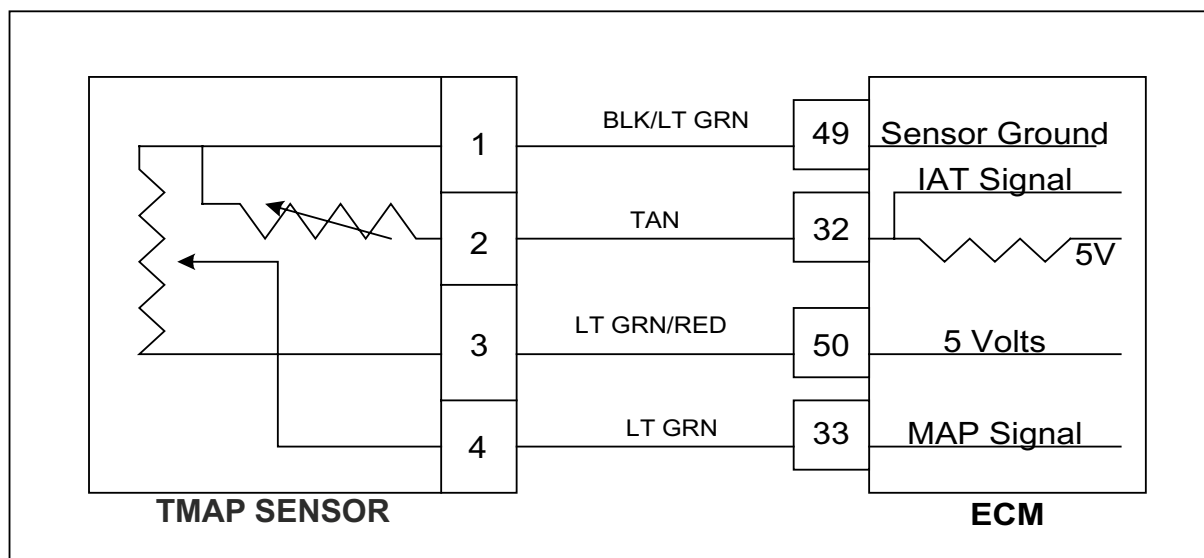 1 BLK/LT GRN 49 Sensor Ground
IAT Signal
2 TAN 32 5V
3 LT GRN/RED 50 5 Volts
4 LT GRN 33 MAP Signal
TMAP SENSOR ECM